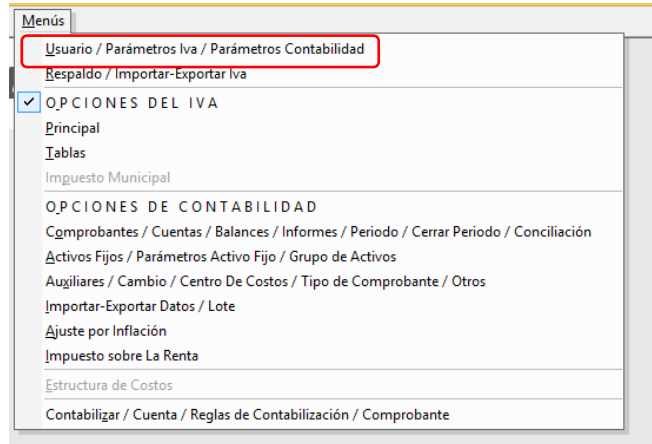 Menús
Usuario / Parámetros Iva / Parámetros Contabilidad
Respaldo / Importar-Exportar Iva
OPCIONES DEL IVA
Principal
Tablas
Impuesto Municipal
OPCIONES DE CONTABILIDAD
Comprobantes / Cuentas / Balances / Informes / Periodo / Cerrar Periodo / Conciliación
Activos Fijos / Parámetros Activo Fijo / Grupo de Activos
Auxiliares / Cambio / Centro De Costos / Tipo de Comprobante / Otros
Importar-Exportar Datos / Lote
Ajuste por Inflación
Impuesto sobre La Renta
Estructura de Costos
Contabilizar / Cuenta / Reglas de Contabilización / Comprobante